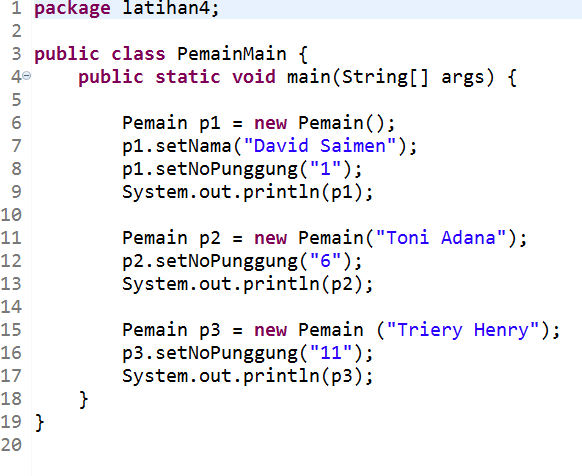 1 package latihan4;
2
3 public class PemainMain {
4 public static void main(String[] args) {
5
6 Pemain p1 = new Pemain();
7 p1.setNama("David Saimen");
8 p1.setNoPunggung("1");
9 System.out.println(p1);
10
11 Pemain p2 = new Pemain("Toni Adana");
12 p2.setNoPunggung("6");
13 System.out.println(p2);
14
15 Pemain p3 = new Pemain ("Triery Henry");
16 p3.setNoPunggung("11");
17 System.out.println(p3);
18 }
19 }
20